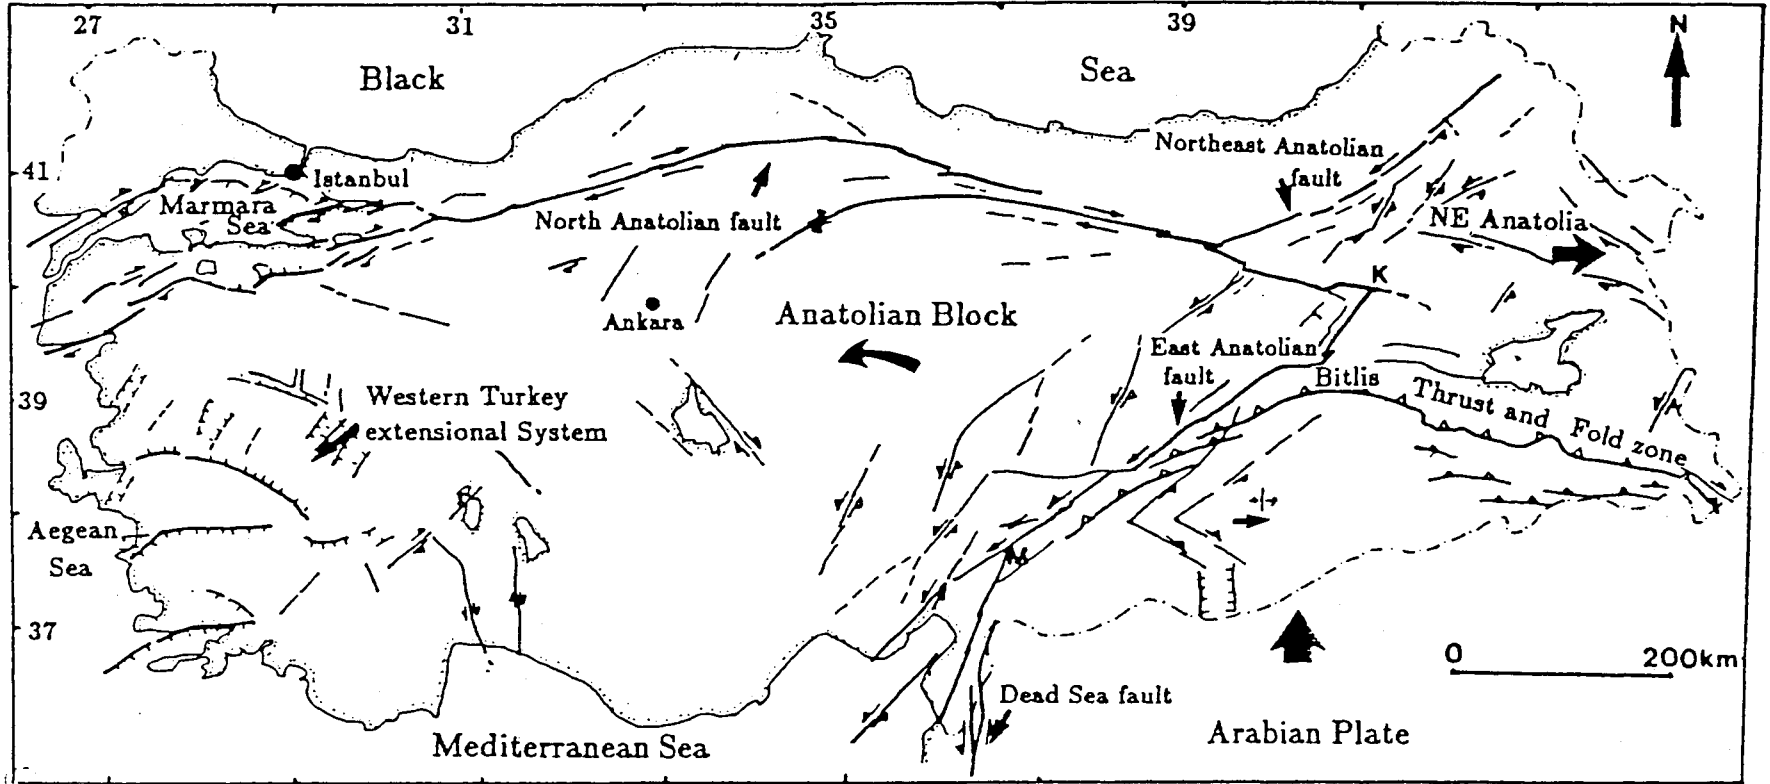 27 31 35 39
N
Black Sea
41
Istanbul
Marmara
Sea
North Anatolian fault
Northeast Anatolian
fault
NE Anatolia
K
Ankara
Anatolian Block
East Anatolian
fault
Bitlis Thrust and Fold zone
39
Western Turkey
extensional System
Aegean
Sea
M
37
0 200km
Dead Sea fault
Mediterranean Sea
Arabian Plate